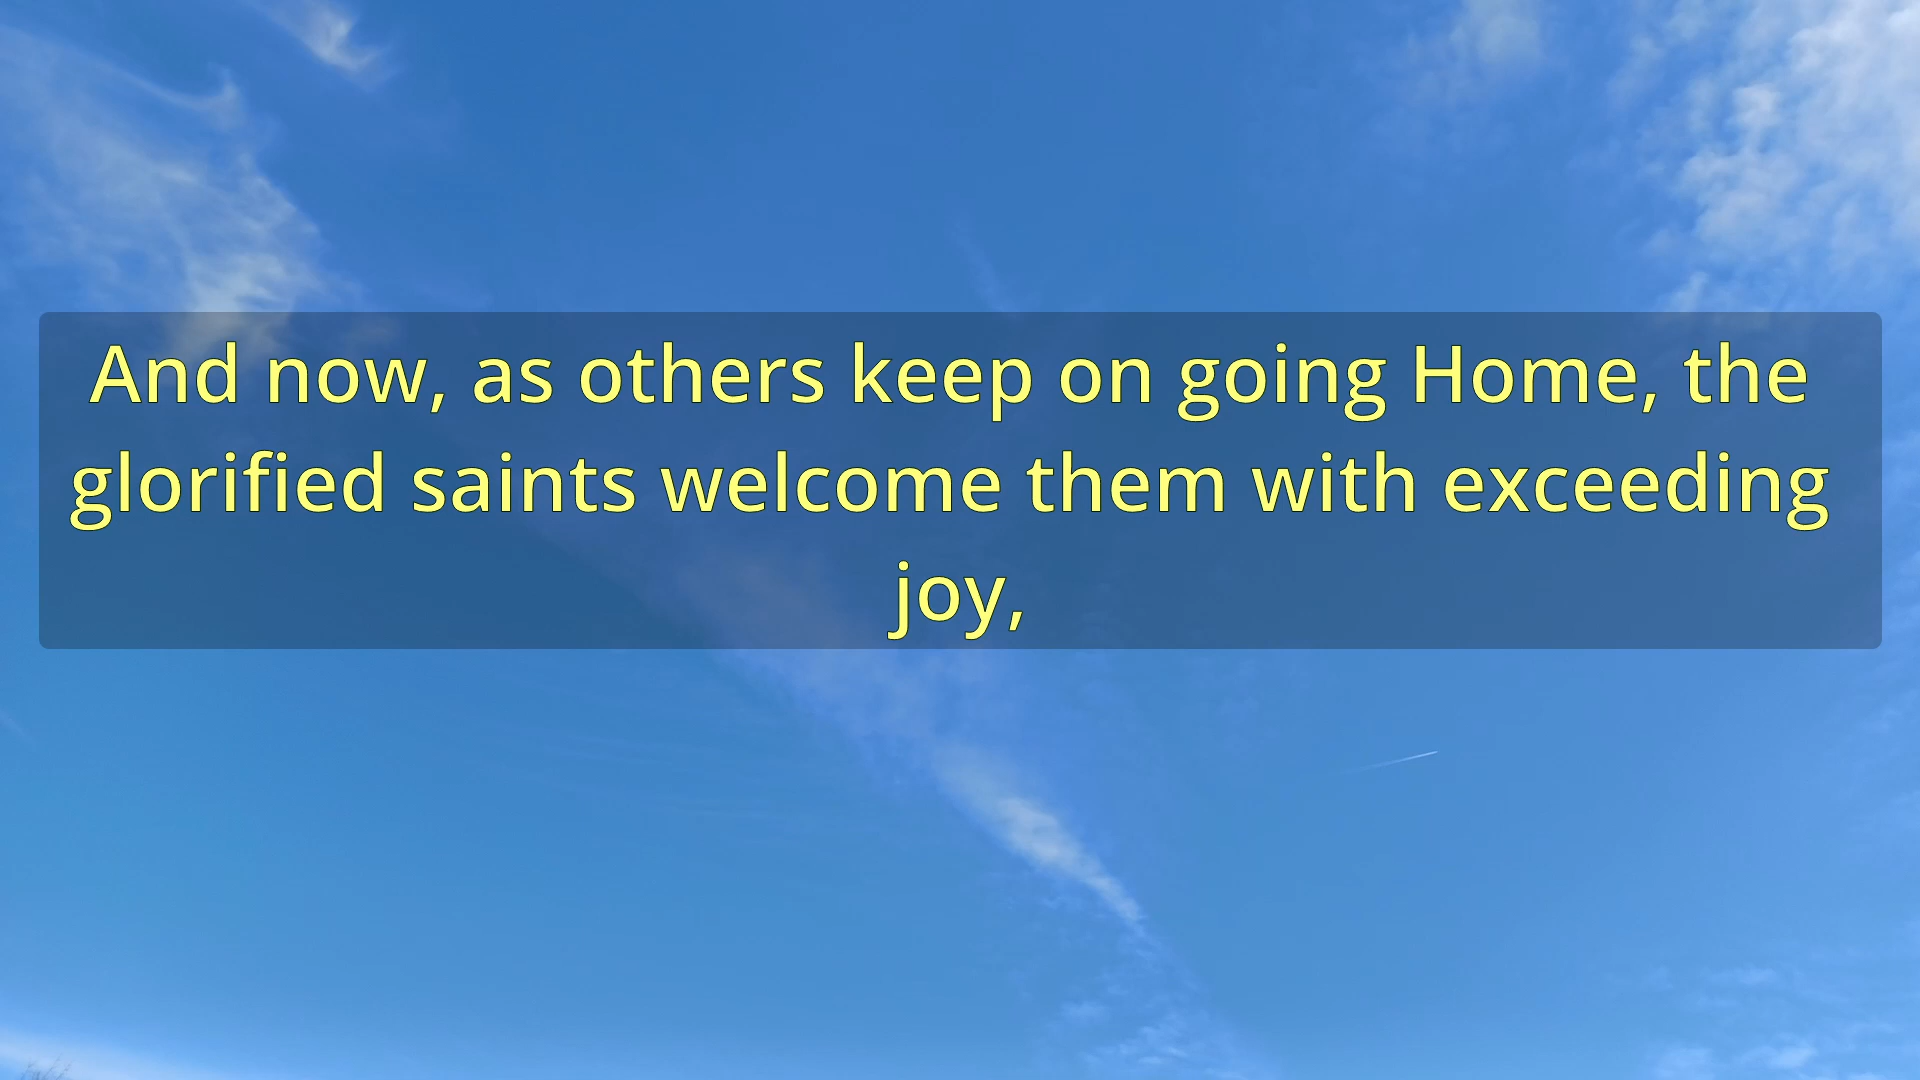 And now, as others keep on going Home, the
glorified saints welcome them with exceeding
joy,